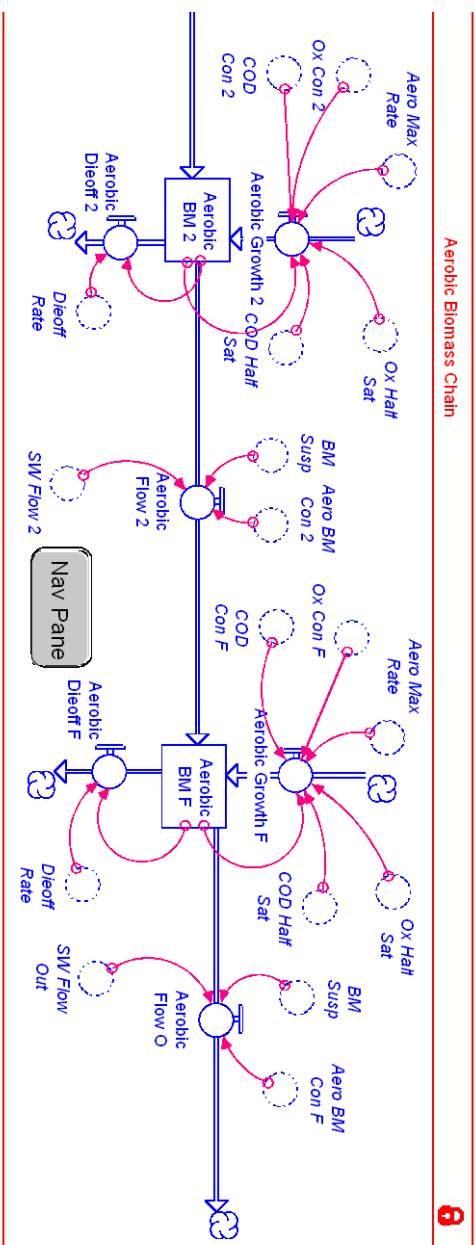 Aerobic Biomass Chain
Aero Max
Rate
Ox Con 2
COD
Con 2
Ox Half
Sat
Aerobic Growth 2
COD Half
Sat
Aerobic
BM 2
Aerobic
Dieoff 2
Dieoff
Rate
BM
Susp
Aero BM
Con 2
Aerobic
Flow 2
SW Flow 2
Nav Pane
Aero Max
Rate
Ox Con F
COD
Con F
Ox Half
Sat
Aerobic Growth F
COD Half
Sat
Aerobic
BM F
Aerobic
Dieoff F
Dieoff
Rate
BM
Susp
Aero BM
Con F
Aerobic
Flow O
SW Flow
Out